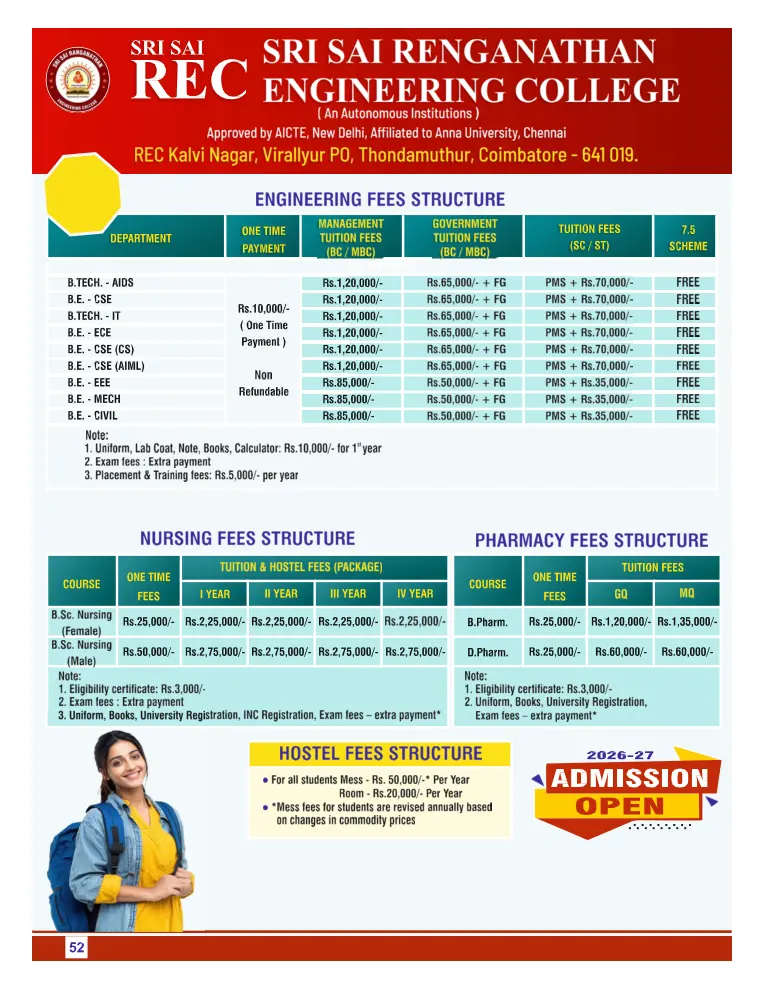 SRI SAI RANGANATHAN
ENGINEERING COLLEGE
SRI SAI
REC
SRI SAI RENGANATHAN
ENGINEERING COLLEGE
( An Autonomous Institutions )
Approved by AICTE, New Delhi, Affiliated to Anna University, Chennai
REC Kalvi Nagar, Virallyur PO, Thondamuthur, Coimbatore - 641 019.
ENGINEERING FEES STRUCTURE
DEPARTMENT
ONE TIME
PAYMENT
MANAGEMENT
TUITION FEES
(BC / MBC)
GOVERNMENT
TUITION FEES
(BC / MBC)
TUITION FEES
(SC / ST)
7.5
SCHEME
B.TECH. - AIDS Rs.1,20,000/- Rs.65,000/- + FG PMS + Rs.70,000/- FREE
B.E. - CSE Rs.1,20,000/- Rs.65,000/- + FG PMS + Rs.70,000/- FREE
B.TECH. - IT Rs.1,20,000/- Rs.65,000/- + FG PMS + Rs.70,000/- FREE
B.E. - ECE Rs.1,20,000/- Rs.65,000/- + FG PMS + Rs.70,000/- FREE
B.E. - CSE (CS) Rs.1,20,000/- Rs.65,000/- + FG PMS + Rs.70,000/- FREE
B.E. - CSE (AIML) Rs.1,20,000/- Rs.65,000/- + FG PMS + Rs.70,000/- FREE
B.E. - EEE Rs.85,000/- Rs.50,000/- + FG PMS + Rs.35,000/- FREE
B.E. - MECH Rs.85,000/- Rs.50,000/- + FG PMS + Rs.35,000/- FREE
B.E. - CIVIL Rs.85,000/- Rs.50,000/- + FG PMS + Rs.35,000/- FREE
Rs.10,000/-
( One Time
Payment )
Non
Refundable
Note:
1. Uniform, Lab Coat, Note, Books, Calculator: Rs.10,000/- for 1st year
2. Exam fees : Extra payment
3. Placement & Training fees: Rs.5,000/- per year
NURSING FEES STRUCTURE
COURSE
ONE TIME
FEES
TUITION & HOSTEL FEES (PACKAGE)
I YEAR II YEAR III YEAR IV YEAR
B.Sc. Nursing
(Female)
Rs.25,000/- Rs.2,25,000/- Rs.2,25,000/- Rs.2,25,000/- Rs.2,25,000/-
B.Sc. Nursing
(Male)
Rs.50,000/- Rs.2,75,000/- Rs.2,75,000/- Rs.2,75,000/- Rs.2,75,000/-
Note:
1. Eligibility certificate: Rs.3,000/-
2. Exam fees : Extra payment
3. Uniform, Books, University Registration, INC Registration, Exam fees – extra payment*
PHARMACY FEES STRUCTURE
COURSE
ONE TIME
FEES
TUITION FEES
GQ MQ
B.Pharm. Rs.25,000/- Rs.1,20,000/- Rs.1,35,000/-
D.Pharm. Rs.25,000/- Rs.60,000/- Rs.60,000/-
Note:
1. Eligibility certificate: Rs.3,000/-
2. Uniform, Books, University Registration,
Exam fees – extra payment*
HOSTEL FEES STRUCTURE
● For all students Mess - Rs. 50,000/-* Per Year
Room - Rs.20,000/- Per Year
● *Mess fees for students are revised annually based
on changes in commodity prices
2026-27
ADMISSION
OPEN
52